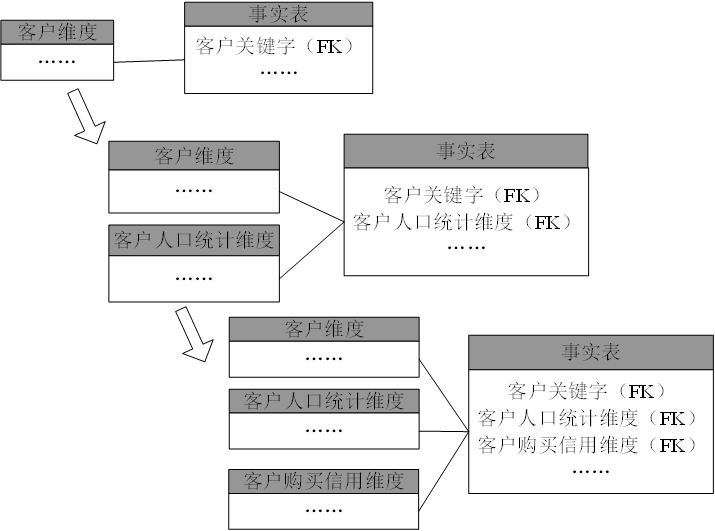 客户维度
……
事实表
客户关键字（FK）
……
客户维度
……
客户人口统计维度
……
事实表
客户关键字（FK）
客户人口统计维度（FK）
……
客户维度
……
客户人口统计维度
……
客户购买信用维度
……
事实表
客户关键字（FK）
客户人口统计维度（FK）
客户购买信用维度（FK）
……